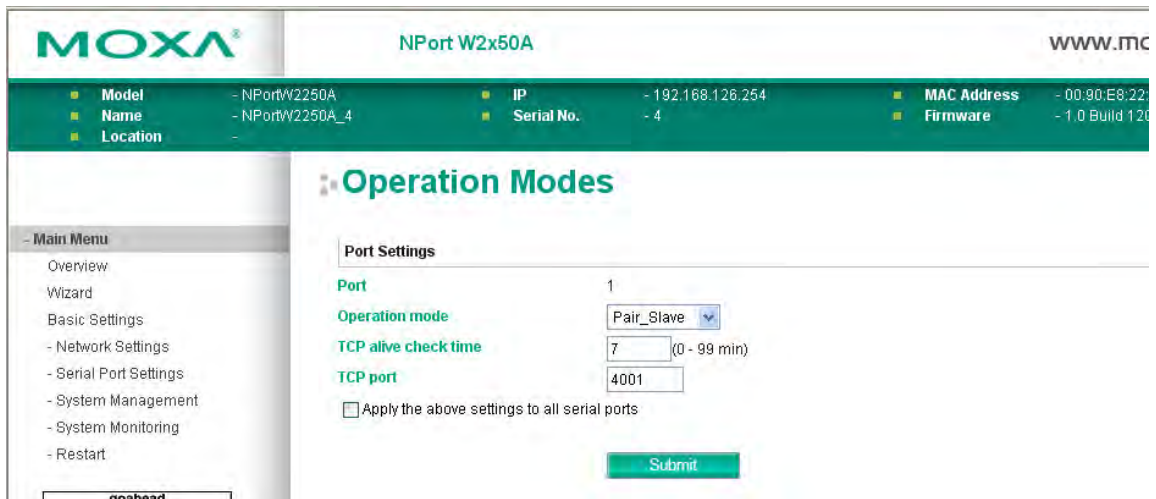 MOXA®
NPort W2x50A
Model - NPortW2250A
Name - NPortW2250A_4
Location -
IP - 192.168.126.254
Serial No. - 4
MAC Address - 00:90:E8:22:
Firmware - 1.0 Build 120
Operation Modes
- Main Menu
Overview
Wizard
Basic Settings
- Network Settings
- Serial Port Settings
- System Management
- System Monitoring
- Restart
goahead
Port Settings
Port 1
Operation mode Pair_Slave
TCP alive check time 7 (0 - 99 min)
TCP port 4001
Apply the above settings to all serial ports
Submit